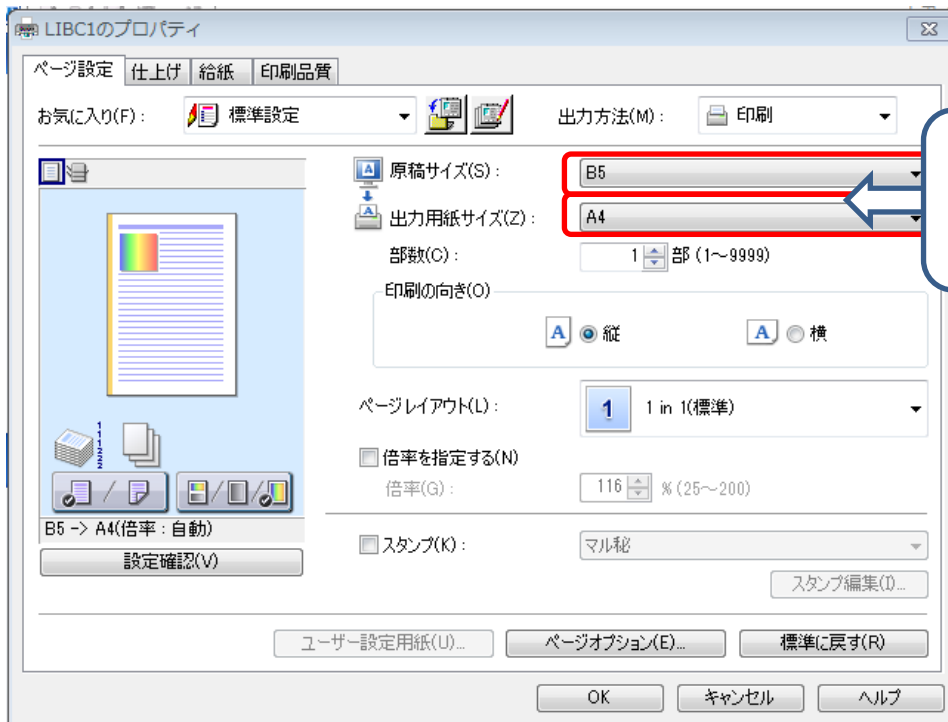 LIBC1のプロパティ
ページ設定 仕上げ 給紙 印刷品質
お気に入り(F): 標準設定 出力方法(M): 印刷
原稿サイズ(S): B5
出力用紙サイズ(Z): A4
部数(C): 1 部 (1～9999)
印刷の向き(O)
A 縦 A 横
ページレイアウト(L): 1 1 in 1(標準)
倍率を指定する(N)
倍率(G): 116 % (25～200)
B5 -> A4(倍率:自動)
スタンプ(K): マル秘
設定確認(V)
スタンプ編集(I)...
ユーザー設定用紙(U)... ページオプション(E)... 標準に戻す(R)
OK キャンセル ヘルプ